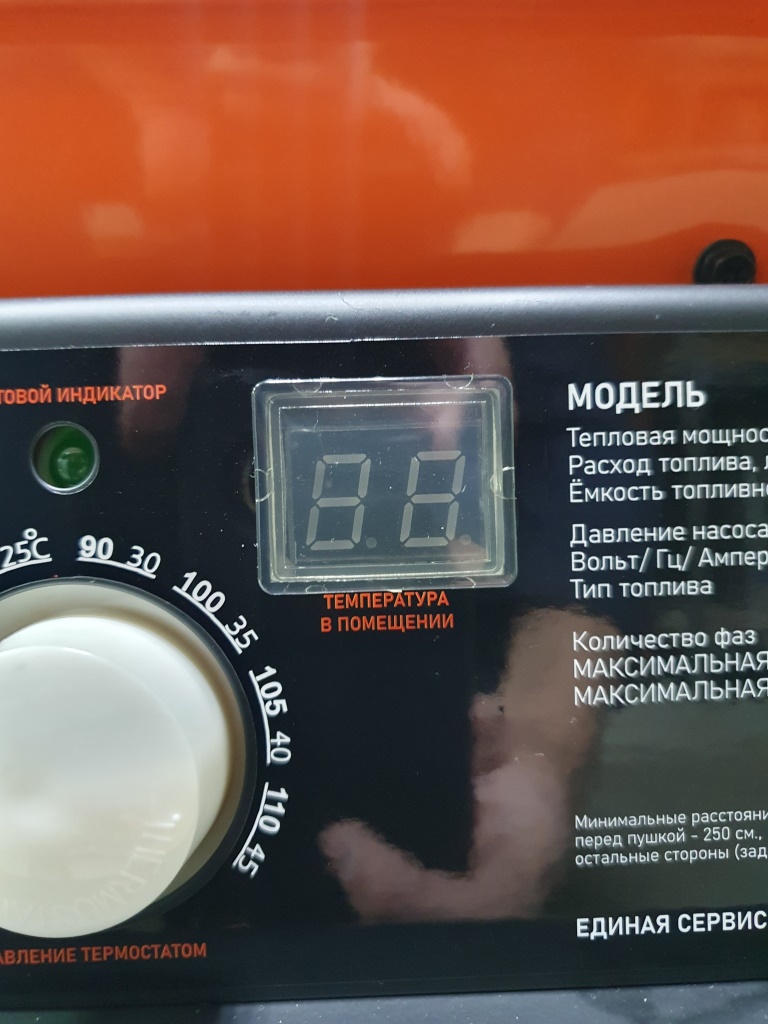 ТОВОЙ ИНДИКАТОР
25°C
90 30
100 35
105 40
110 45
АВЛЕНИЕ ТЕРМОСТАТОМ
ТЕМПЕРАТУРА
В ПОМЕЩЕНИИ
МОДЕЛЬ
Тепловая мощнос
Расход топлива,
Ёмкость топливн
Давление насоса
Вольт/ Гц/ Ампер
Тип топлива
Количество фаз
МАКСИМАЛЬНАЯ
МАКСИМАЛЬНАЯ
Минимальные расстояни
перед пушкой - 250 см.,
остальные стороны (зад
ЕДИНАЯ СЕРВИС